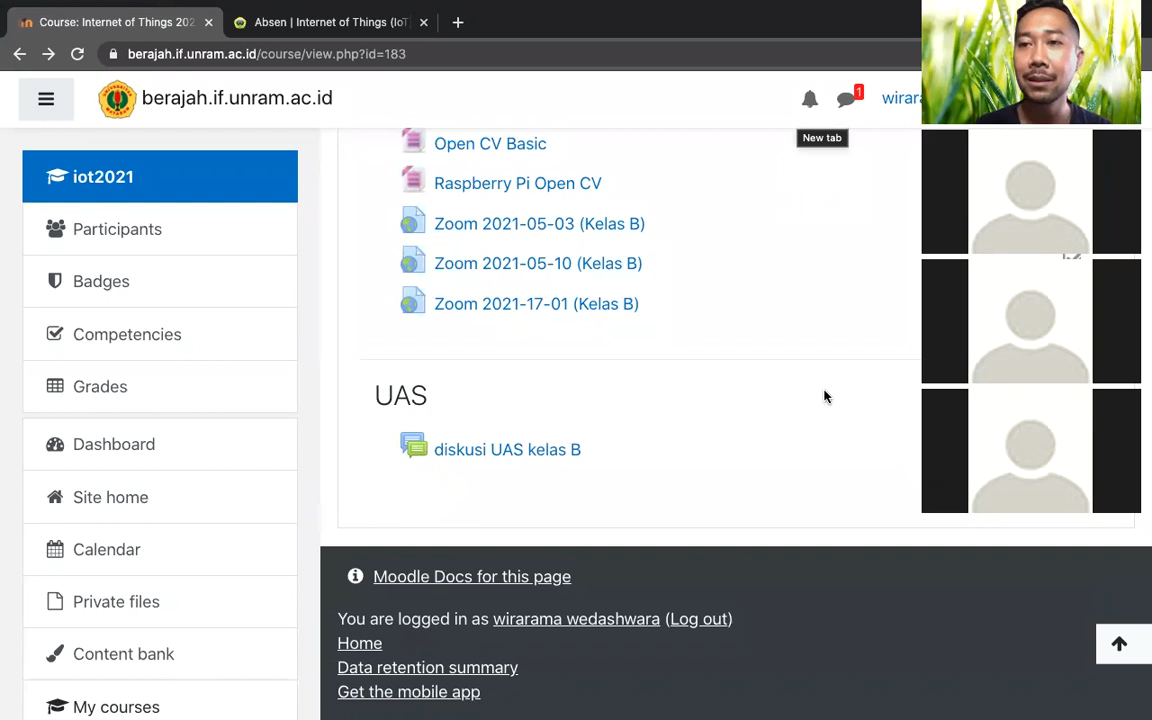 Course: Internet of Things 202
Absen | Internet of Things (IoT
berajah.if.unram.ac.id/course/view.php?id=183
berajah.if.unram.ac.id
1
wirara
New tab
iot2021
Participants
Badges
Competencies
Grades
Dashboard
Site home
Calendar
Private files
Content bank
My courses
Open CV Basic
Raspberry Pi Open CV
Zoom 2021-05-03 (Kelas B)
Zoom 2021-05-10 (Kelas B)
Zoom 2021-17-01 (Kelas B)
UAS
diskusi UAS kelas B
Moodle Docs for this page
You are logged in as wirarama wedashwara (Log out)
Home
Data retention summary
Get the mobile app